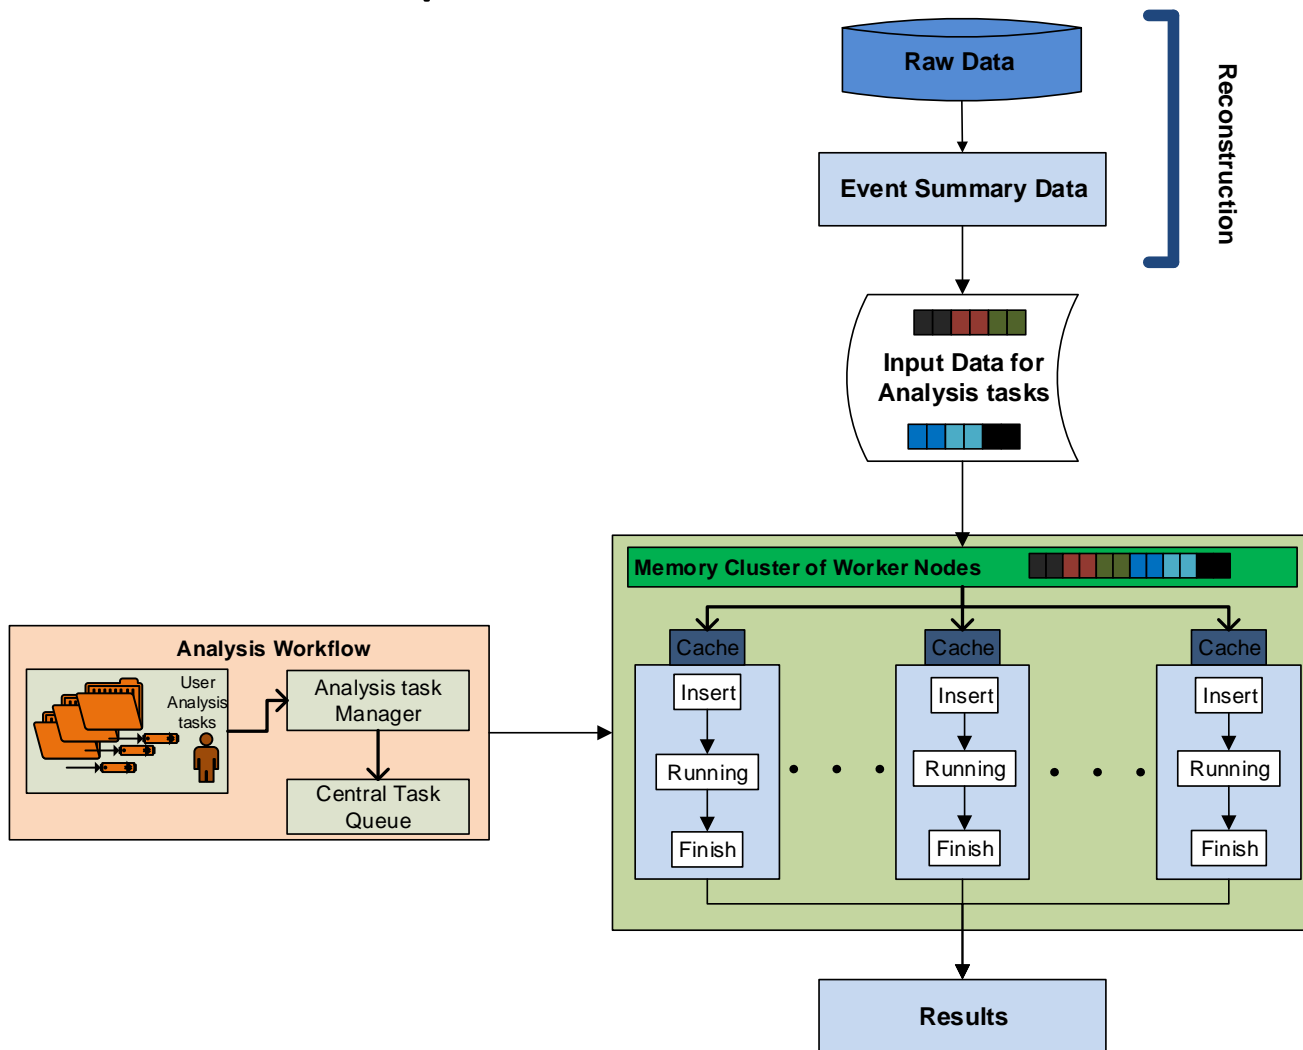 Raw Data
Reconstruction
Event Summary Data
Input Data for
Analysis tasks
Memory Cluster of Worker Nodes
Analysis Workflow
User
Analysis
tasks
Analysis task
Manager
Central Task
Queue
Cache
Insert
Running
Finish
Cache
Insert
Running
Finish
Cache
Insert
Running
Finish
Results